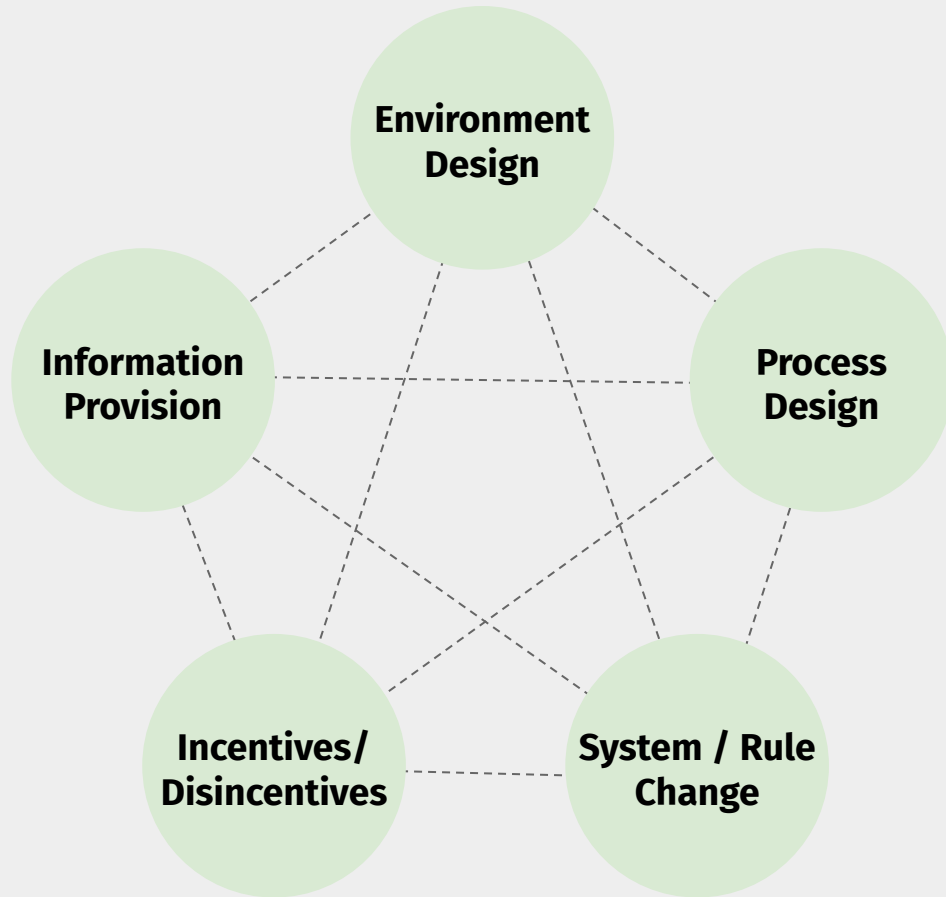 Environment
Design
Information
Provision
Process
Design
Incentives/
Disincentives
System / Rule
Change